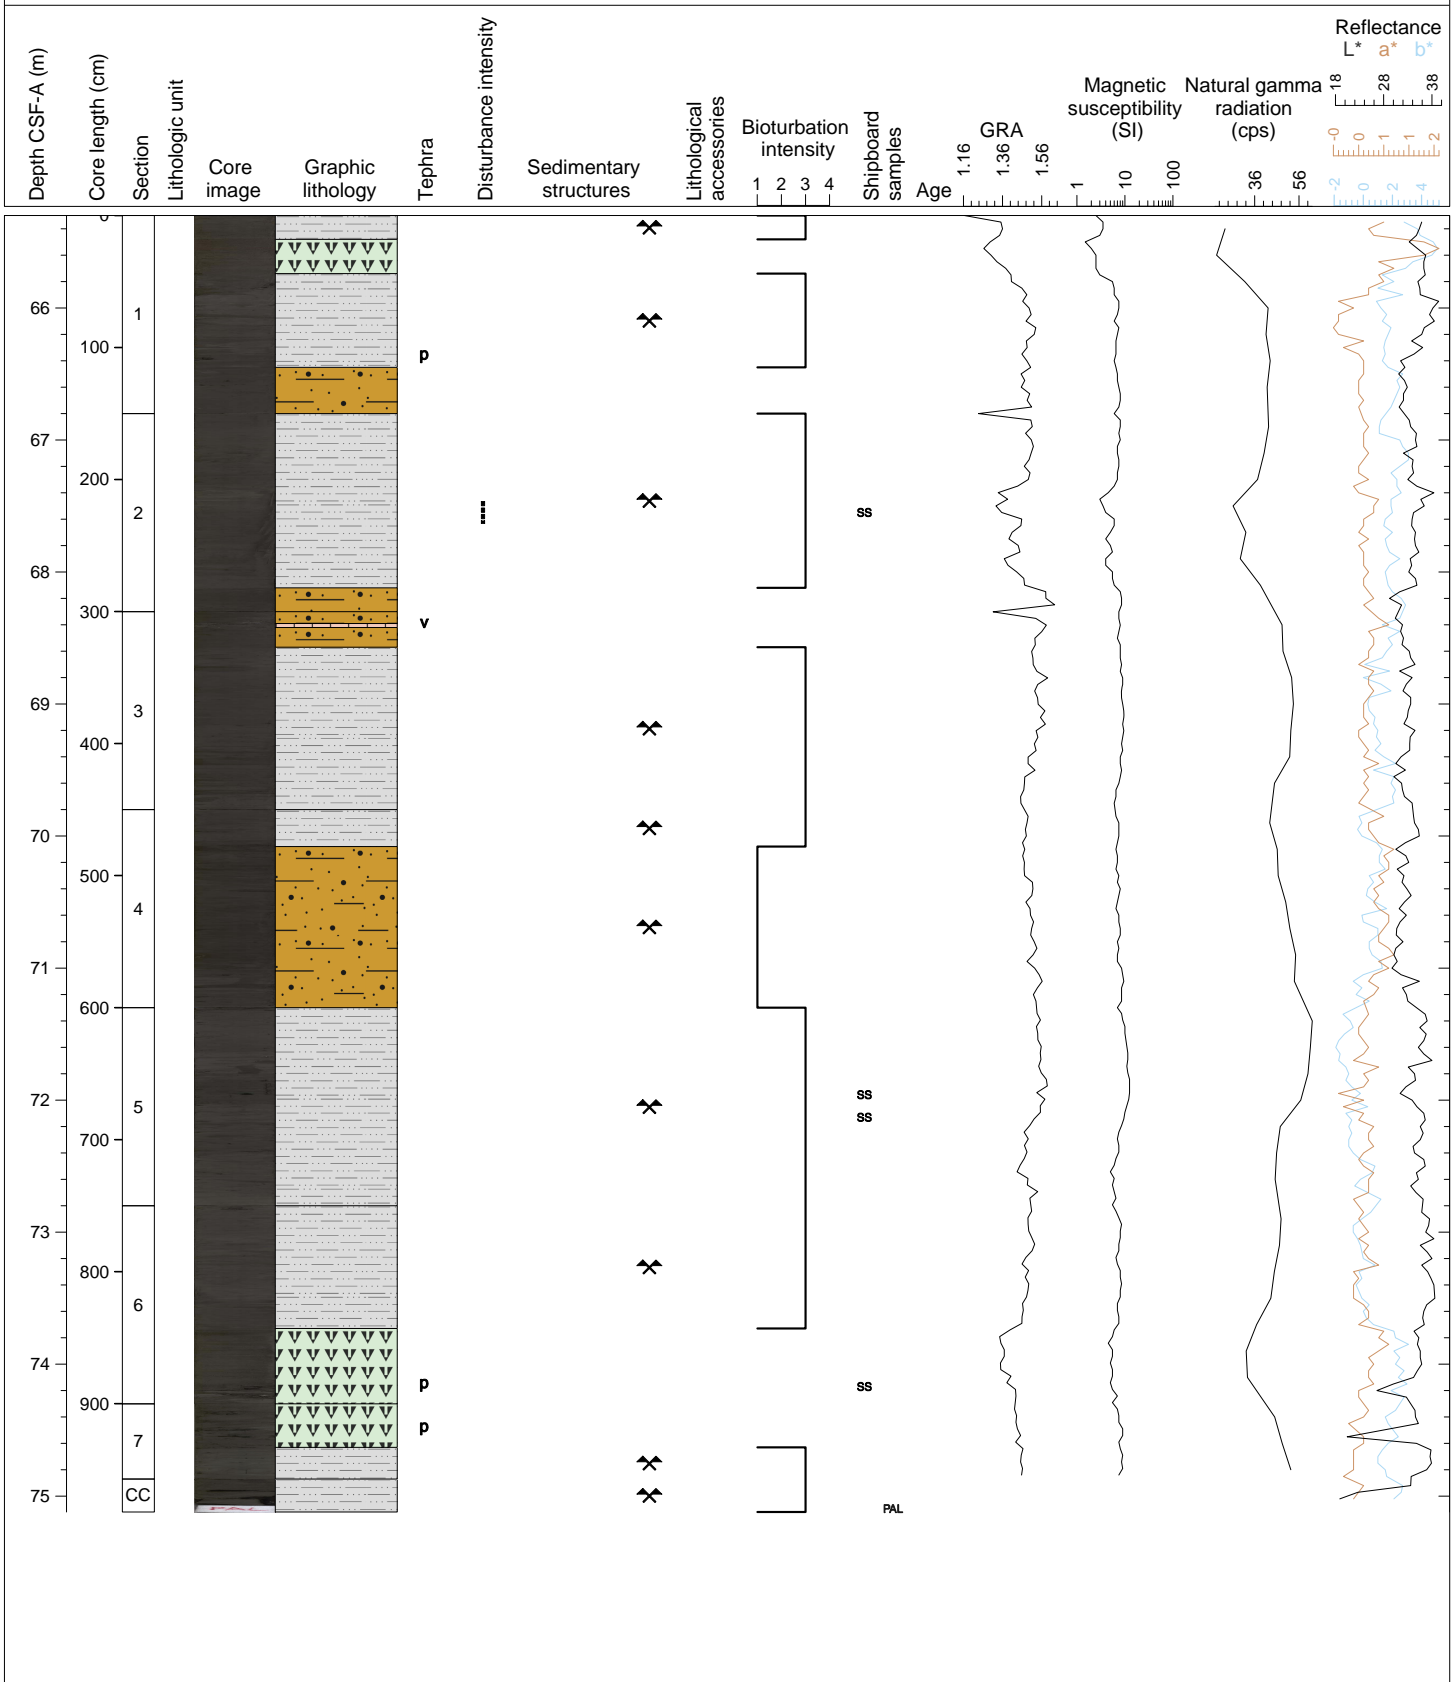 Depth CSF-A (m)
Core length (cm)
Section
Lithologic unit
Core image
Graphic lithology
Tephra
Disturbance intensity
Sedimentary structures
Lithological accessories
Bioturbation intensity
1 2 3 4
Shipboard samples
Age
GRA
1.16 1.36 1.56
Magnetic susceptibility (SI)
1 10 100
Natural gamma radiation (cps)
36 56
Reflectance
L* a* b*
18 28 38
-0 0 1 1 2
-2 0 2 4
0
66
1
100
p
67
200
2
ss
68
300
v
69
3
400
70
500
4
71
600
72
5
ss
ss
700
73
800
6
74
p
ss
900
7
p
75
CC
PAL
PAL